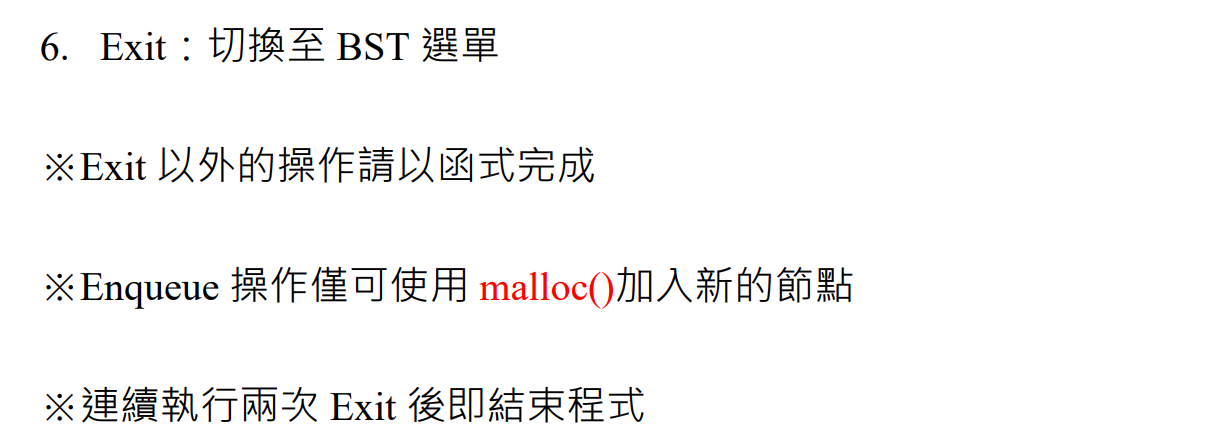 6. Exit：切換至 BST 選單
※Exit 以外的操作請以函式完成
※Enqueue 操作僅可使用 malloc()加入新的節點
※連續執行兩次 Exit 後即結束程式